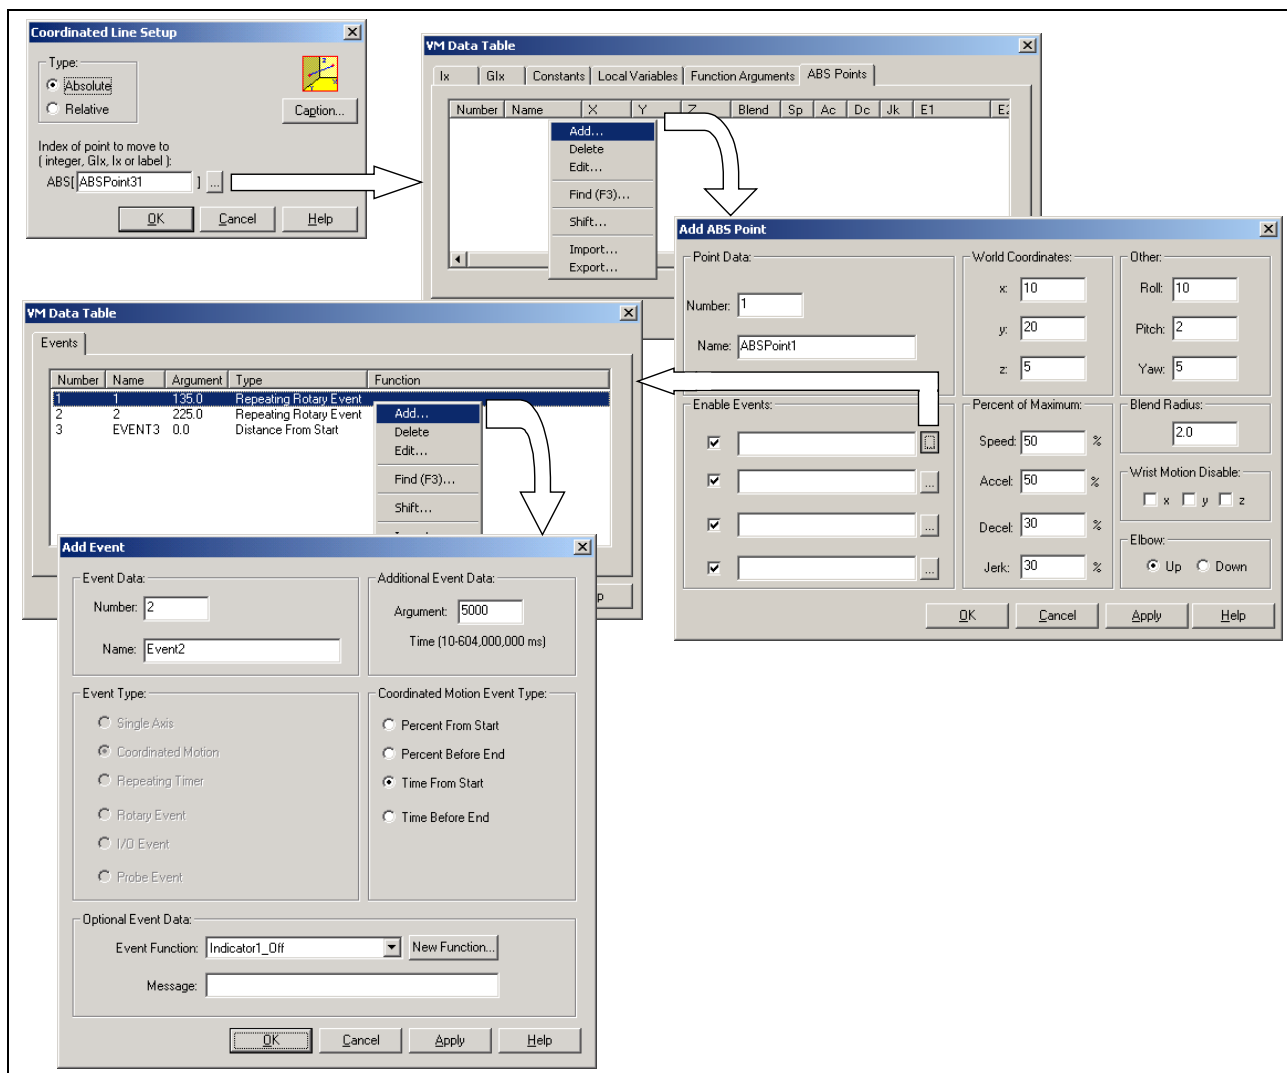 Coordinated Line Setup
Type:
Absolute
Relative
Caption...
Index of point to move to
( integer, GIx, Ix or label ):
ABS[ ABSPoint31 ] ...
OK Cancel Help
VM Data Table
Ix GIx Constants Local Variables Function Arguments ABS Points
Number Name X Y Z Blend Sp Ac Dc Jk E1 E2
Add...
Delete
Edit...
Find (F3)...
Shift...
Import...
Export...
Add ABS Point
Point Data:
Number: 1
Name: ABSPoint1
World Coordinates:
x: 10
y: 20
z: 5
Other:
Roll: 10
Pitch: 2
Yaw: 5
Enable Events:
...
...
...
Percent of Maximum:
Speed: 50 %
Accel: 50 %
Decel: 30 %
Jerk: 30 %
Blend Radius:
2.0
Wrist Motion Disable:
x y z
Elbow:
Up Down
OK Cancel Apply Help
VM Data Table
Events
Number Name Argument Type Function
1 1 135.0 Repeating Rotary Event
2 2 225.0 Repeating Rotary Event
3 EVENT3 0.0 Distance From Start
Add...
Delete
Edit...
Find (F3)...
Shift...
Add Event
Event Data:
Number: 2
Name: Event2
Additional Event Data:
Argument: 5000
Time (10-604,000,000 ms)
Event Type:
Single Axis
Coordinated Motion
Repeating Timer
Rotary Event
I/O Event
Probe Event
Coordinated Motion Event Type:
Percent From Start
Percent Before End
Time From Start
Time Before End
Optional Event Data:
Event Function: Indicator1_Off New Function...
Message:
OK Cancel Apply Help